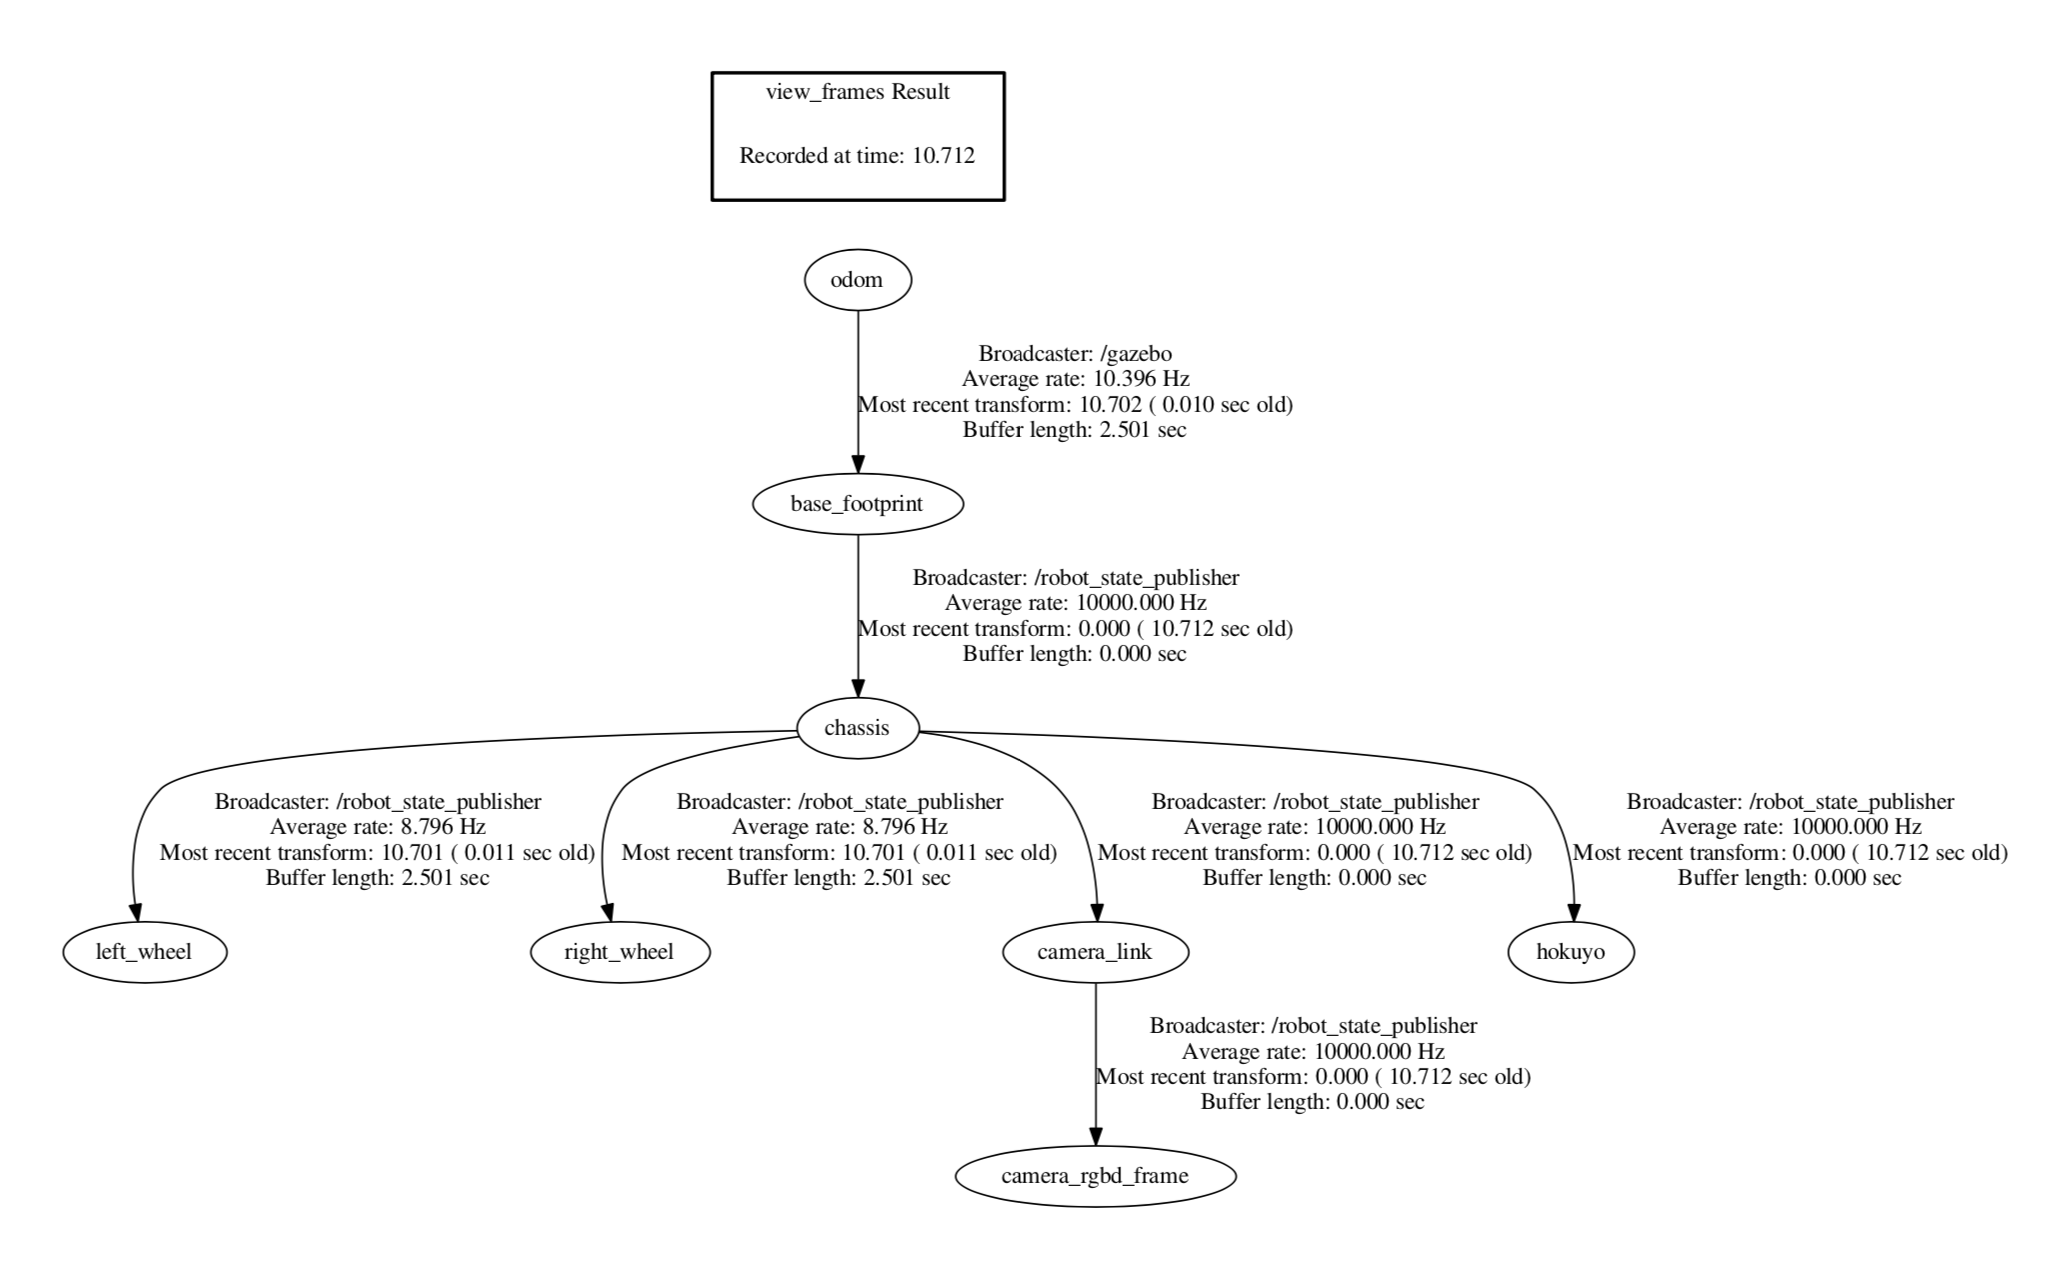 view_frames Result
Recorded at time: 10.712
odom
Broadcaster: /gazebo
Average rate: 10.396 Hz
Most recent transform: 10.702 ( 0.010 sec old)
Buffer length: 2.501 sec
base_footprint
Broadcaster: /robot_state_publisher
Average rate: 10000.000 Hz
Most recent transform: 0.000 ( 10.712 sec old)
Buffer length: 0.000 sec
chassis
Broadcaster: /robot_state_publisher
Average rate: 8.796 Hz
Most recent transform: 10.701 ( 0.011 sec old)
Buffer length: 2.501 sec
Broadcaster: /robot_state_publisher
Average rate: 8.796 Hz
Most recent transform: 10.701 ( 0.011 sec old)
Buffer length: 2.501 sec
Broadcaster: /robot_state_publisher
Average rate: 10000.000 Hz
Most recent transform: 0.000 ( 10.712 sec old)
Buffer length: 0.000 sec
Broadcaster: /robot_state_publisher
Average rate: 10000.000 Hz
Most recent transform: 0.000 ( 10.712 sec old)
Buffer length: 0.000 sec
left_wheel
right_wheel
camera_link
hokuyo
Broadcaster: /robot_state_publisher
Average rate: 10000.000 Hz
Most recent transform: 0.000 ( 10.712 sec old)
Buffer length: 0.000 sec
camera_rgbd_frame